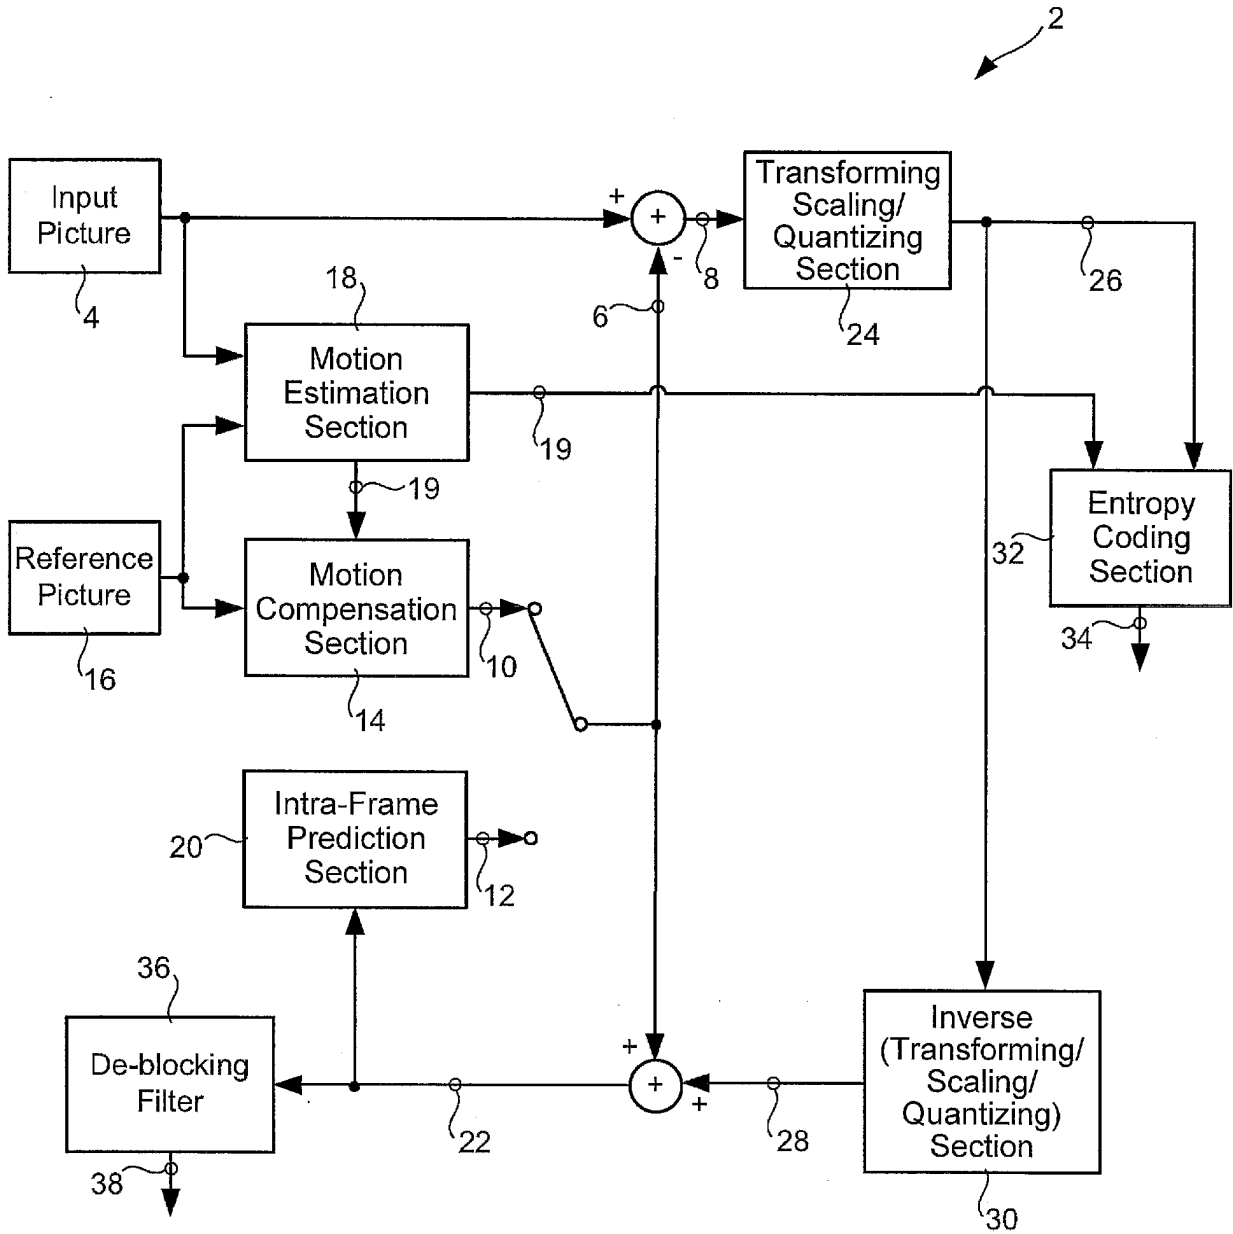 2
Input
Picture
4
+
+
-
8
Transforming
Scaling/
Quantizing
Section
24
26
6
18
Motion
Estimation
Section
19
19
Reference
Picture
16
Motion
Compensation
Section
14
10
Entropy
Coding
Section
32
34
Intra-Frame
Prediction
Section
20
12
36
De-blocking
Filter
38
22
+
+
+
28
Inverse
(Transforming/
Scaling/
Quantizing)
Section
30